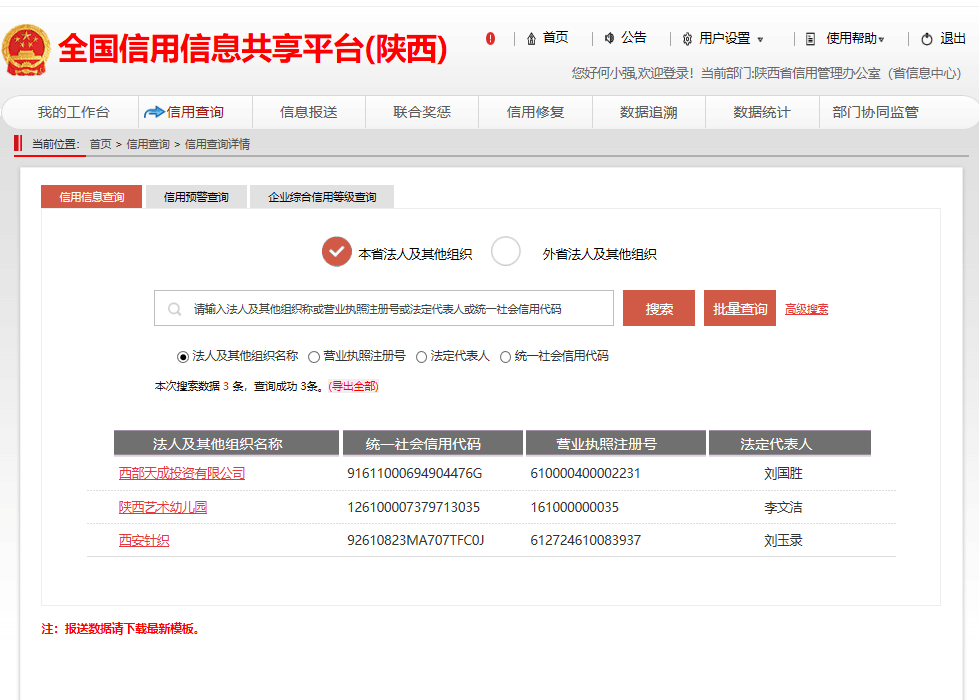 全国信用信息共享平台(陕西)
首页 公告 用户设置 使用帮助 退出
您好何小强,欢迎登录！当前部门:陕西省信用管理办公室（省信息中心）
我的工作台 信用查询 信息报送 联合奖惩 信用修复 数据追溯 数据统计 部门协同监管
当前位置： 首页 > 信用查询 > 信用查询详情
信用信息查询 信用预警查询 企业综合信用等级查询
本省法人及其他组织 外省法人及其他组织
请输入法人及其他组织称或营业执照注册号或法定代表人或统一社会信用代码 搜索 批量查询 高级搜索
法人及其他组织名称 营业执照注册号 法定代表人 统一社会信用代码
本次搜索数据 3 条，查询成功 3条。(导出全部)
法人及其他组织名称 统一社会信用代码 营业执照注册号 法定代表人
西部天成投资有限公司 91611000694904476G 610000400002231 刘国胜
陕西艺术幼儿园 126100007379713035 161000000035 李文洁
西安针织 92610823MA707TFC0J 612724610083937 刘玉录
注：报送数据请下载最新模板。